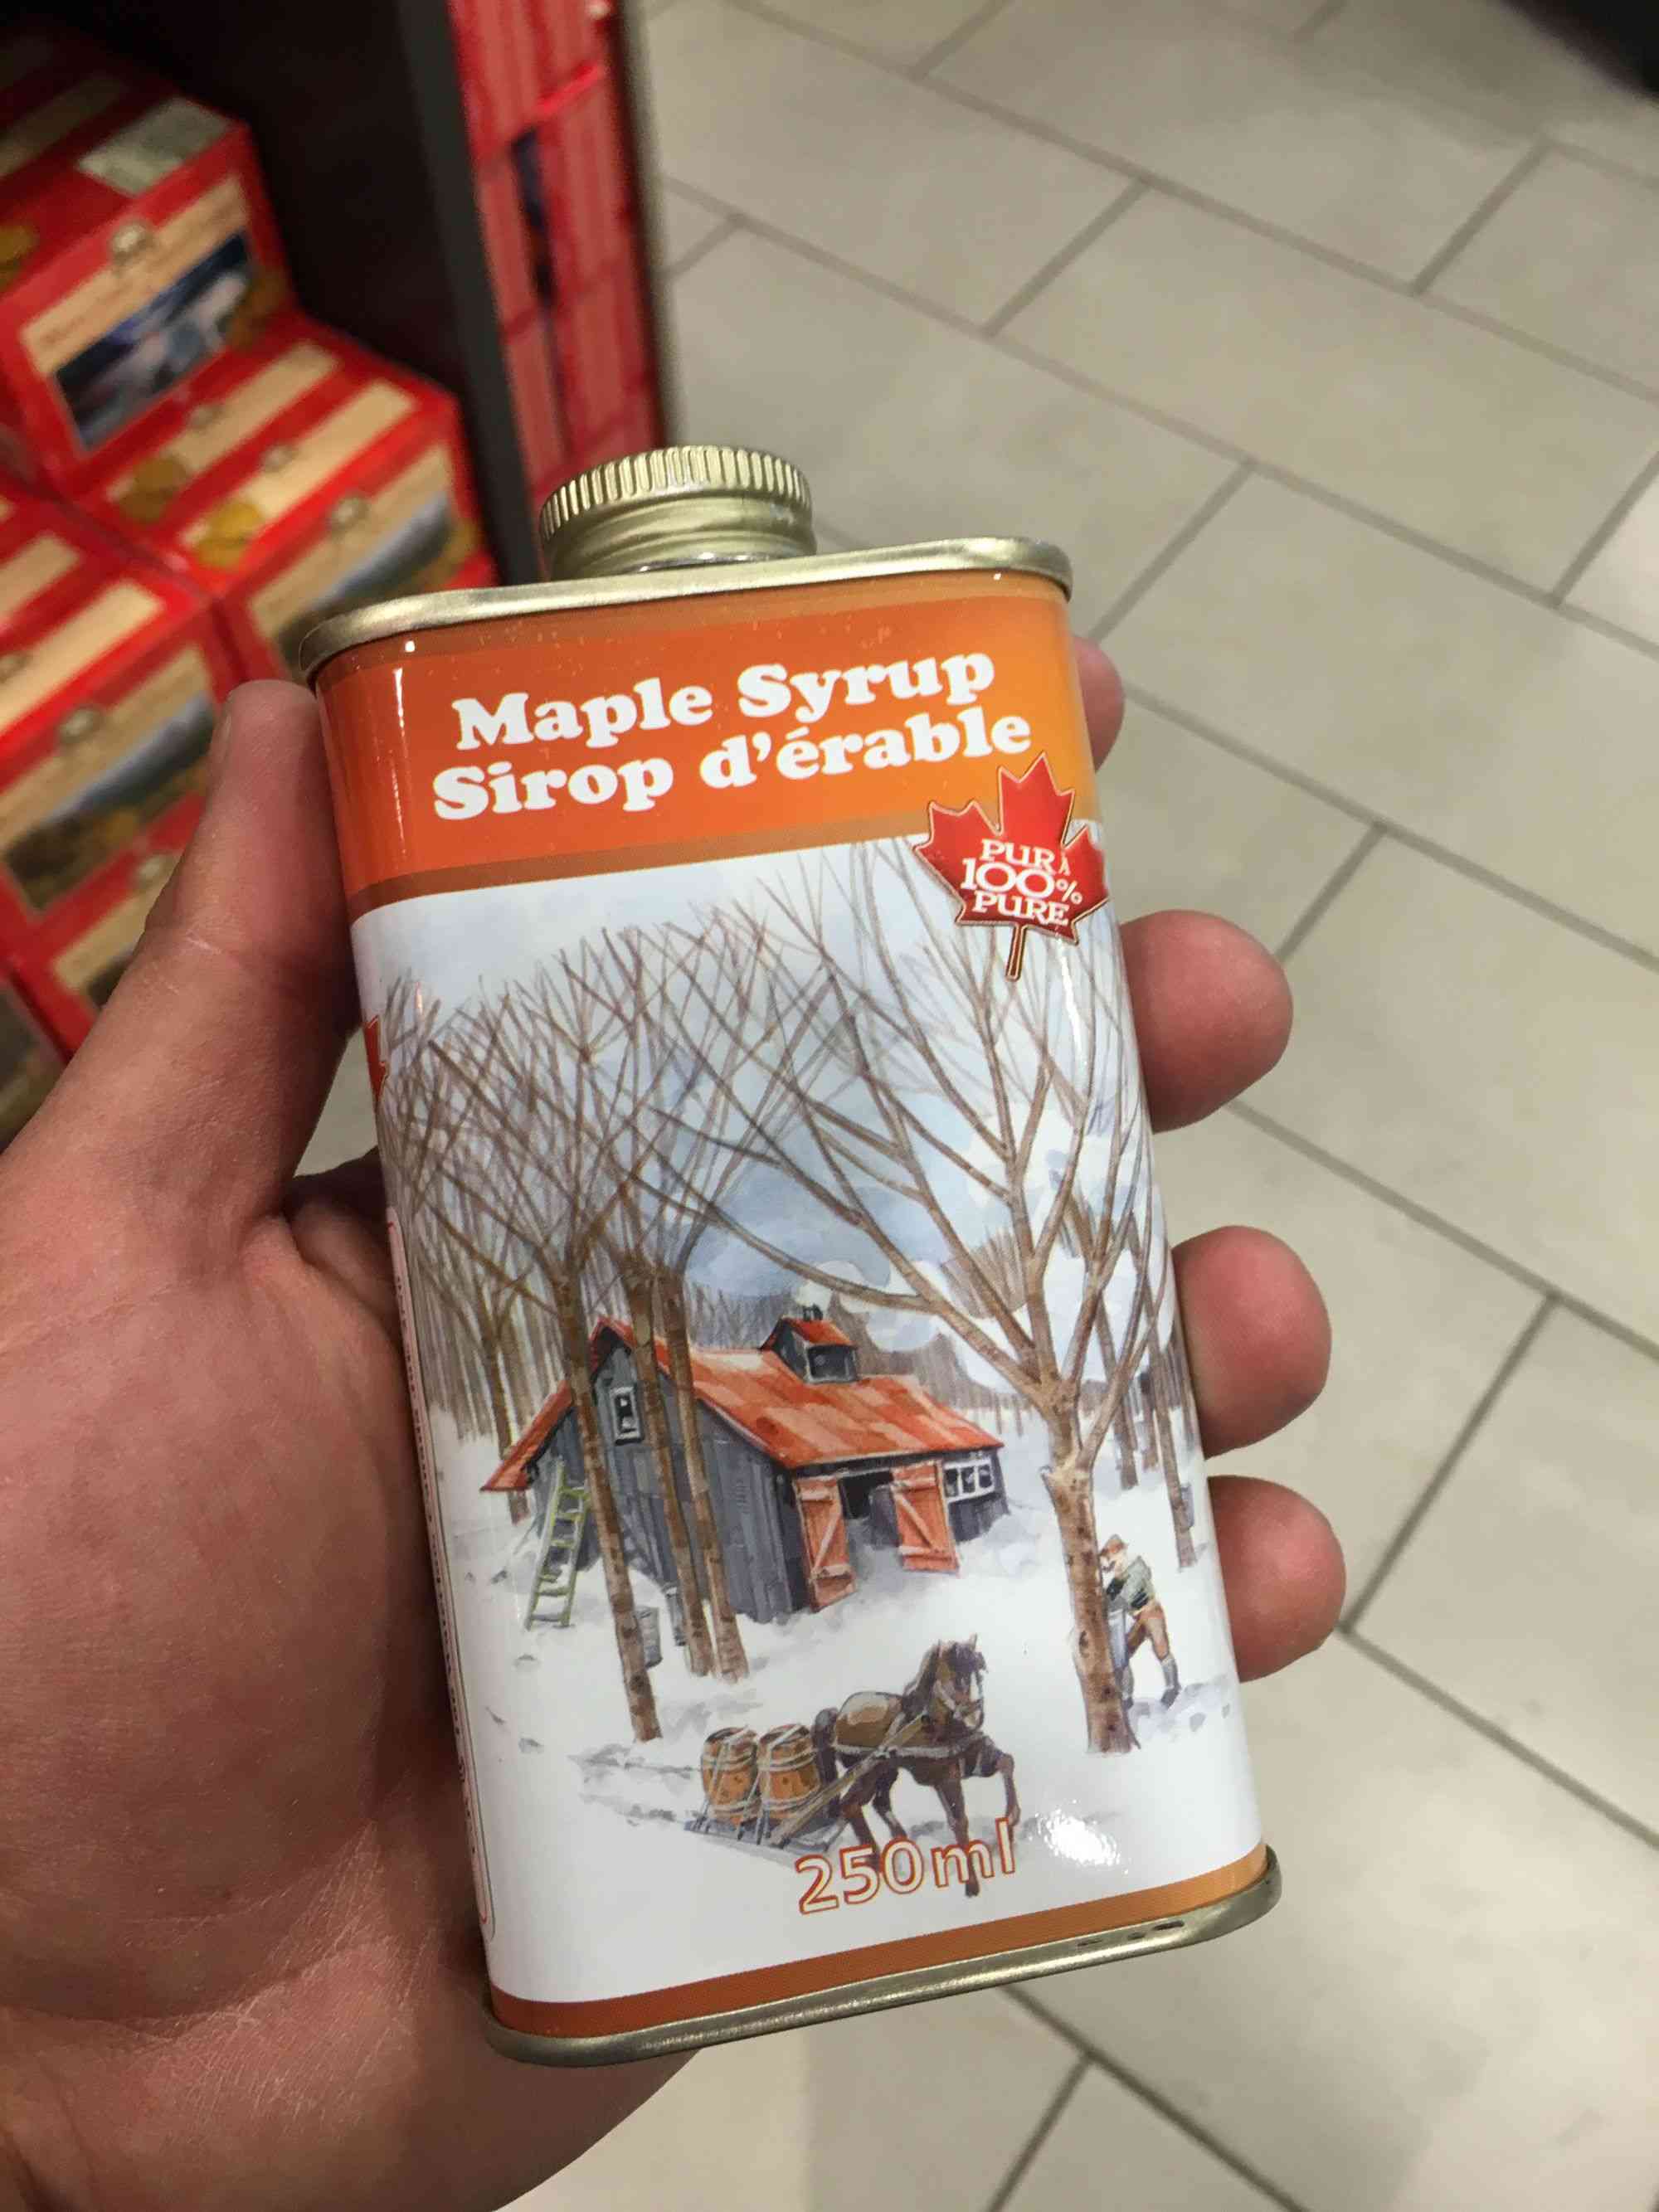 Maple Syrup
Sirop d'érable
PUR À
100%
PURE
250ml